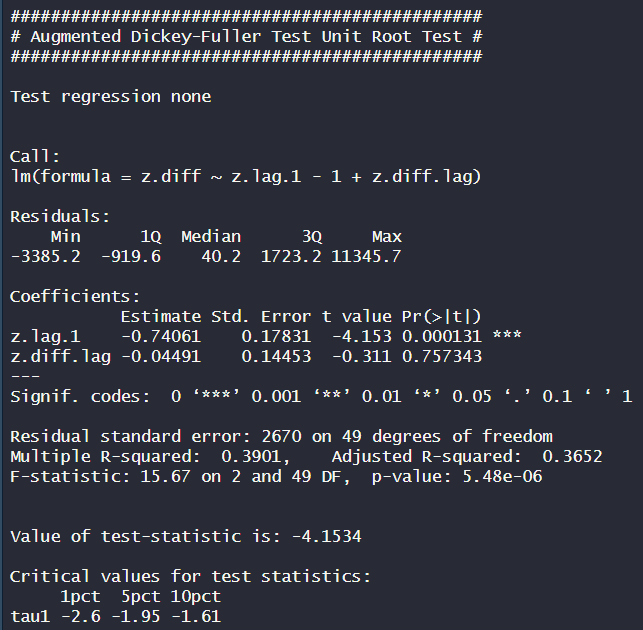 ###############################################
# Augmented Dickey-Fuller Test Unit Root Test #
###############################################

Test regression none


Call:
lm(formula = z.diff ~ z.lag.1 - 1 + z.diff.lag)

Residuals:
    Min      1Q  Median      3Q     Max
-3385.2  -919.6    40.2  1723.2 11345.7

Coefficients:
           Estimate Std. Error t value Pr(>|t|)
z.lag.1    -0.74061    0.17831  -4.153 0.000131 ***
z.diff.lag -0.04491    0.14453  -0.311 0.757343
---
Signif. codes:  0 ‘***’ 0.001 ‘**’ 0.01 ‘*’ 0.05 ‘.’ 0.1 ‘ ’ 1

Residual standard error: 2670 on 49 degrees of freedom
Multiple R-squared:  0.3901,    Adjusted R-squared:  0.3652
F-statistic: 15.67 on 2 and 49 DF,  p-value: 5.48e-06


Value of test-statistic is: -4.1534

Critical values for test statistics:
     1pct  5pct 10pct
tau1 -2.6 -1.95 -1.61